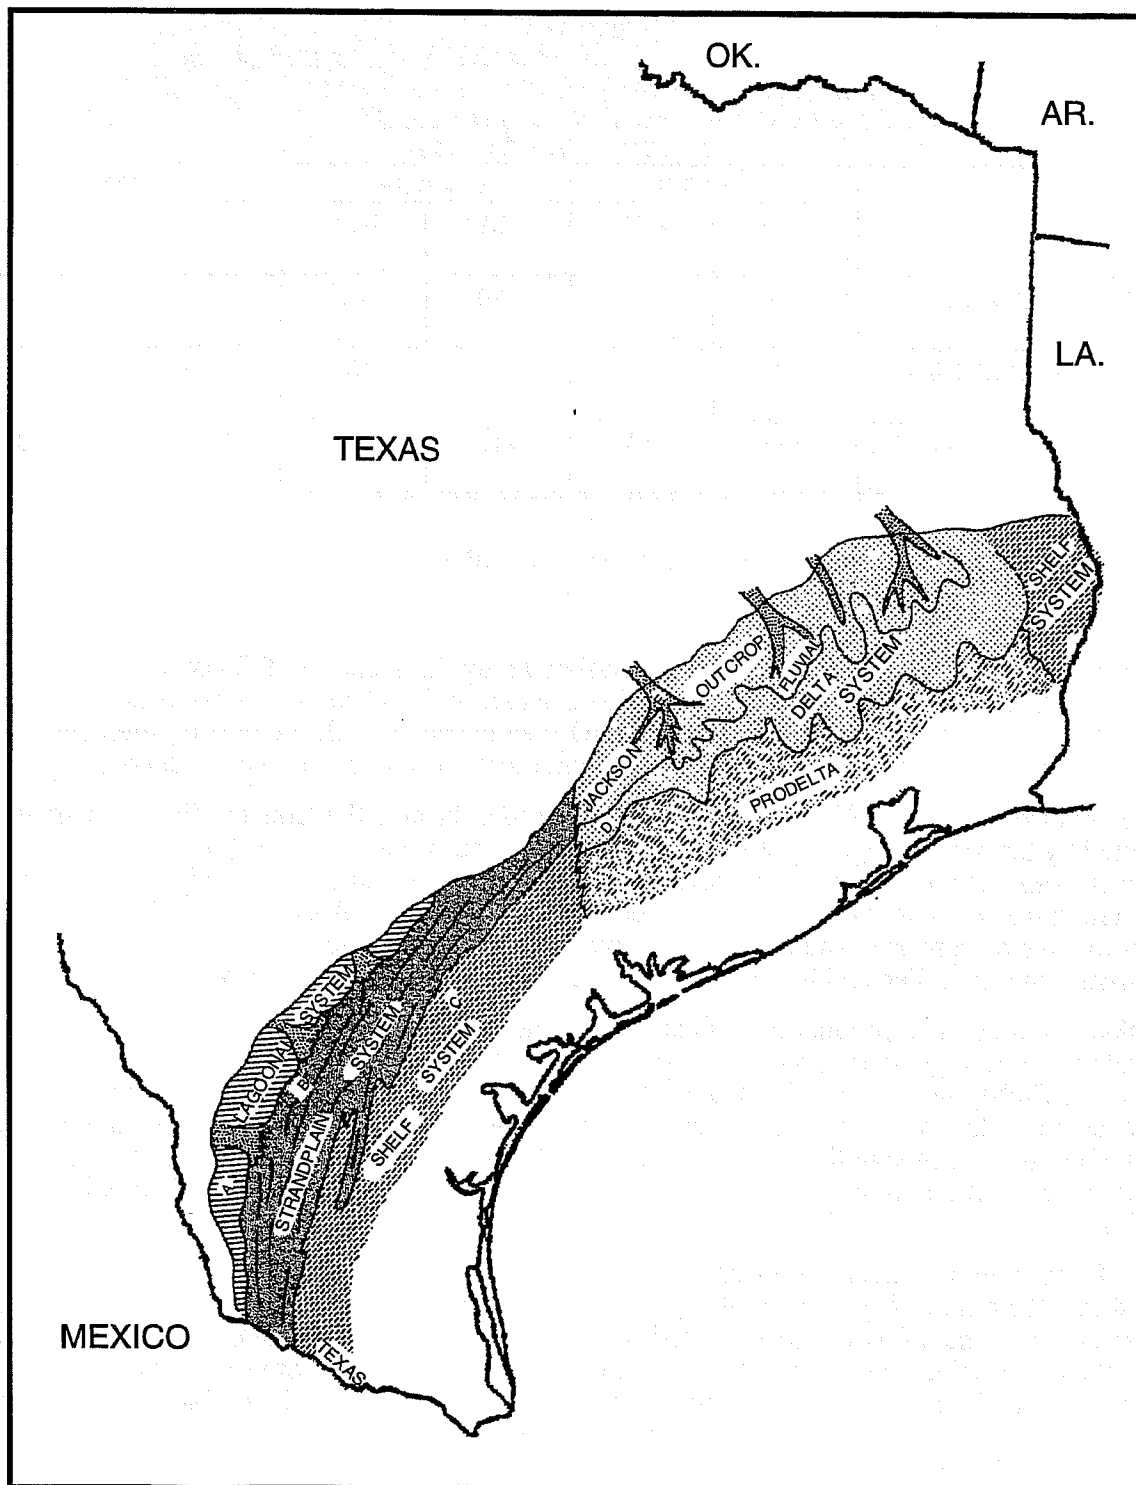 OK.
AR.
LA.
TEXAS
SHELF
SYSTEM
OUTCROP
FLUVIAL
DELTA
SYSTEM
JACKSON
D
PRODELTA
LAGOONAL SYSTEM
B
STRANDPLAIN SYSTEM
C
SHELF SYSTEM
A
MEXICO
TEXAS